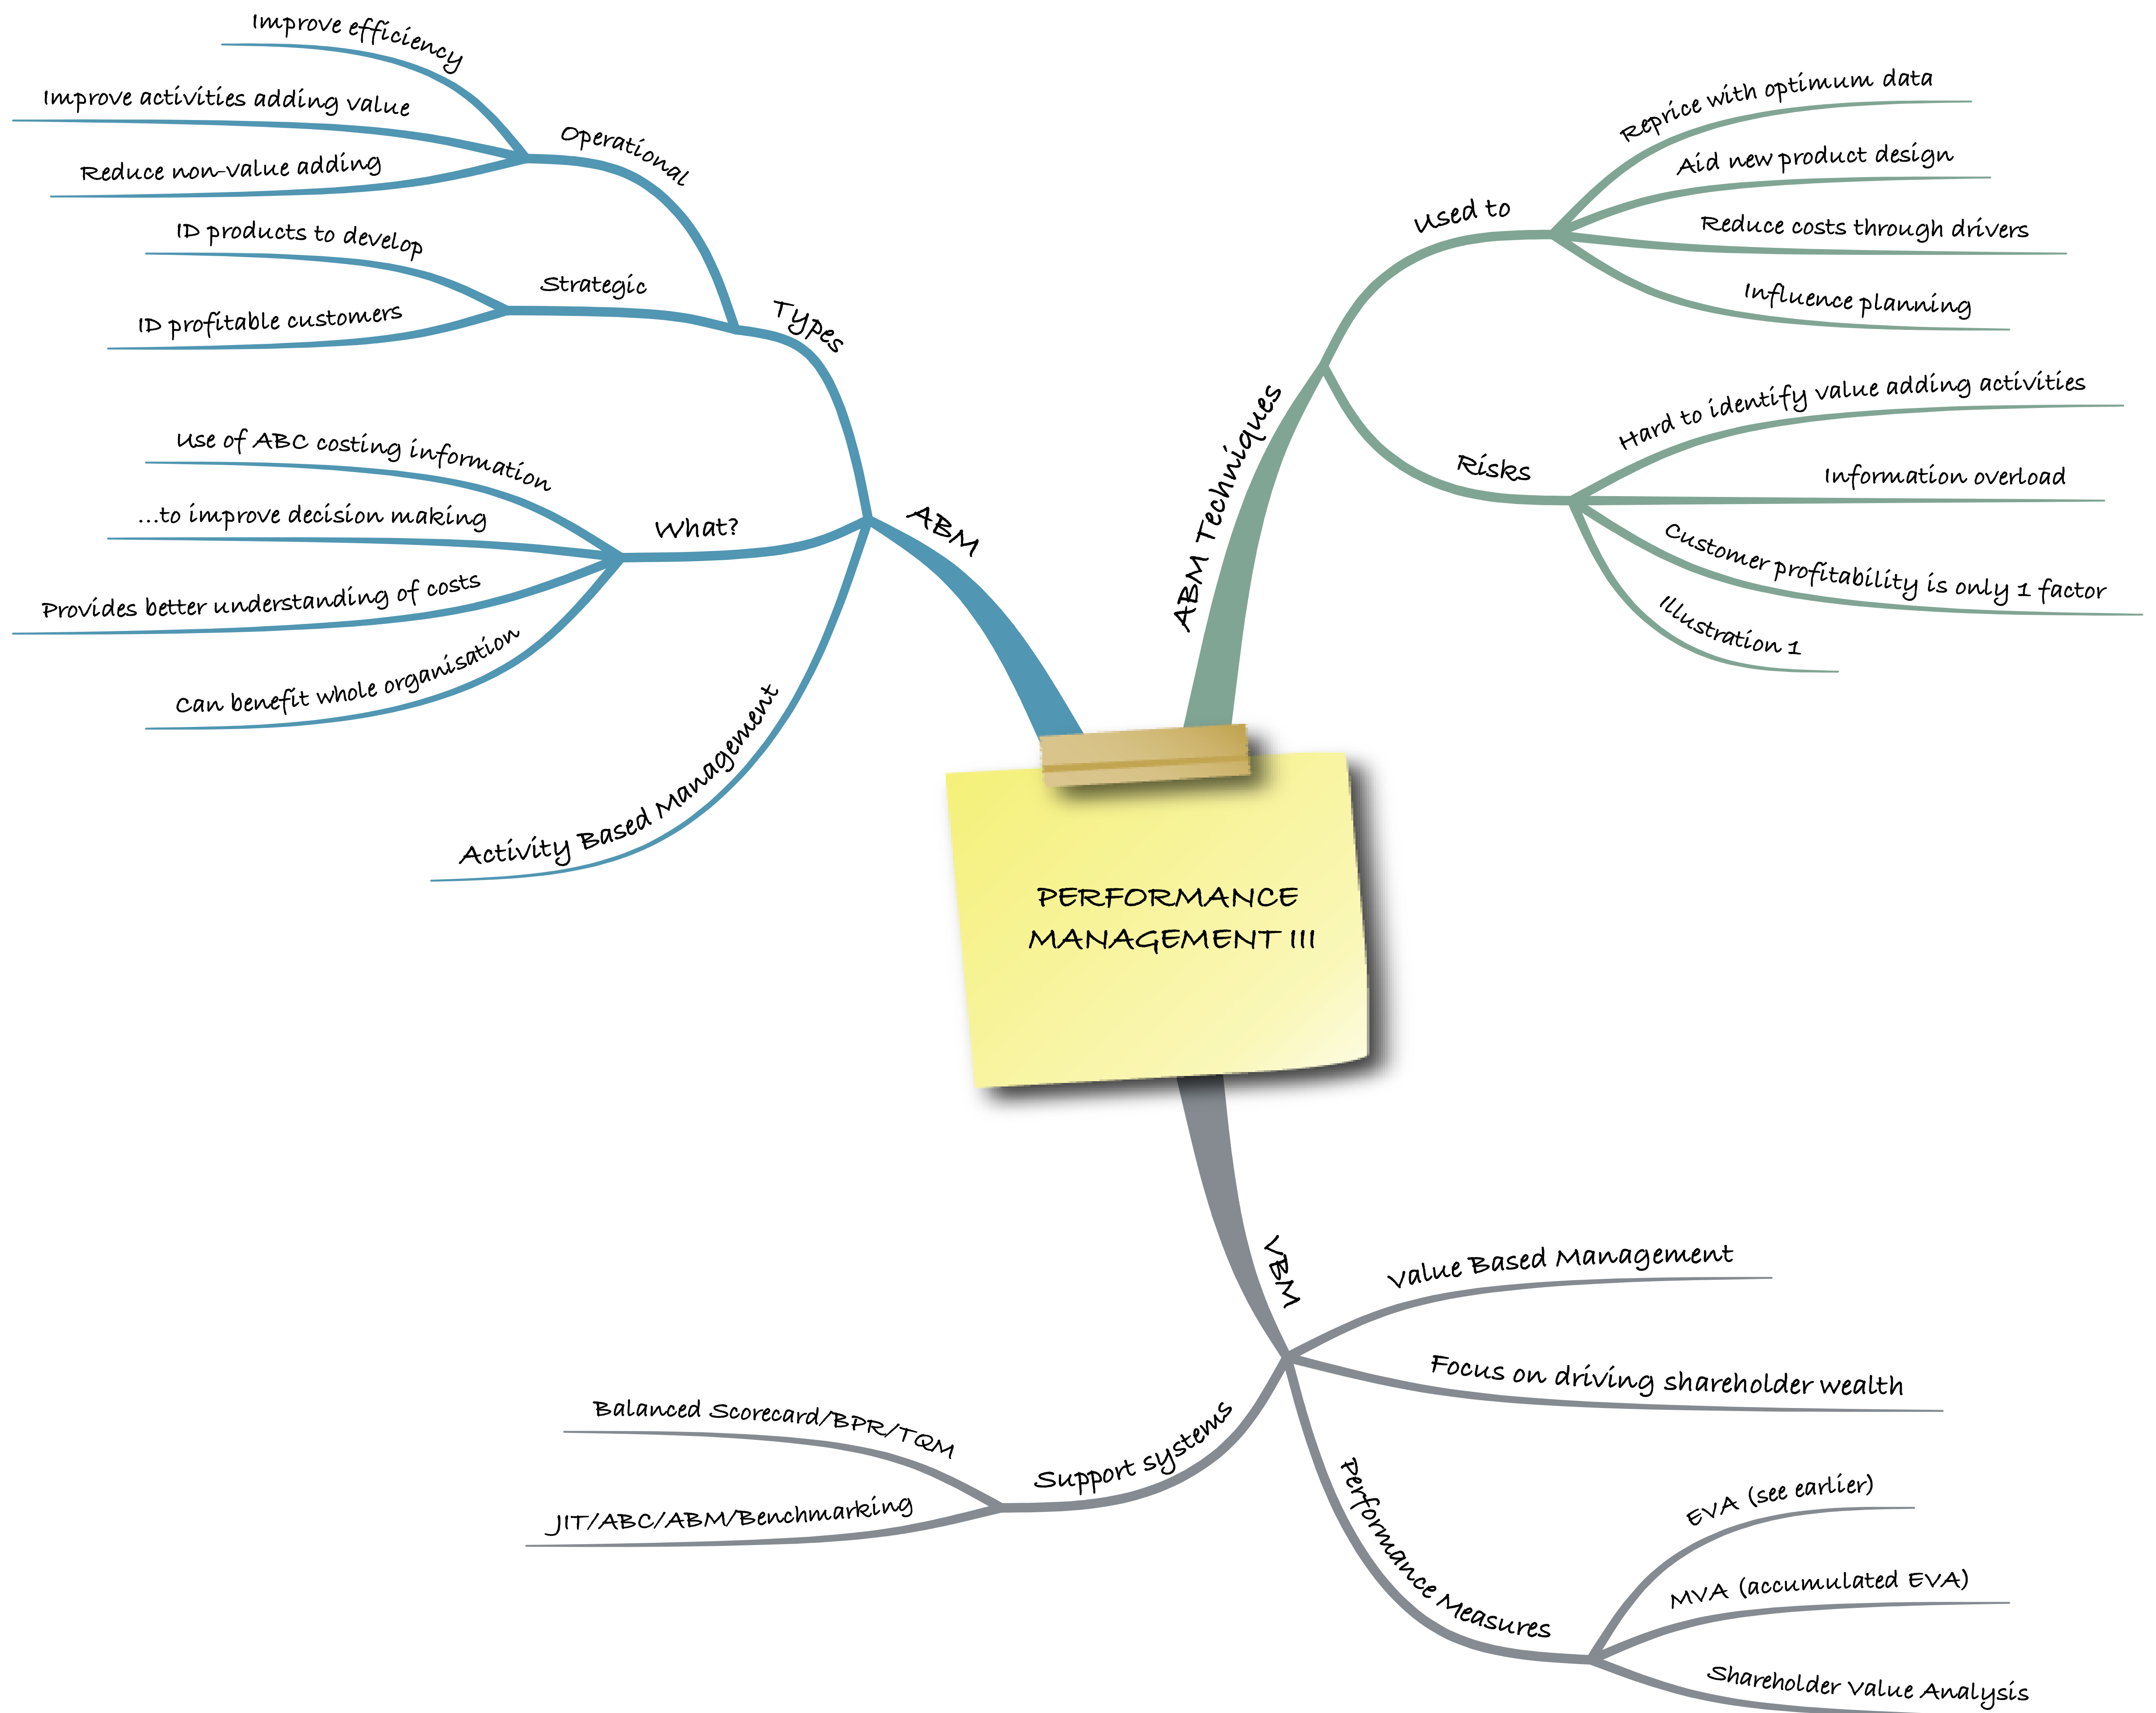 PERFORMANCE
MANAGEMENT III
ABM
Types
Operational
Improve efficiency
Improve activities adding value
Reduce non-value adding
Strategic
ID products to develop
ID profitable customers
What?
Use of ABC costing information
...to improve decision making
Provides better understanding of costs
Can benefit whole organisation
Activity Based Management
ABM Techniques
Used to
Reprice with optimum data
Aid new product design
Reduce costs through drivers
Influence planning
Risks
Hard to identify value adding activities
Information overload
Customer profitability is only 1 factor
Illustration 1
VBM
Value Based Management
Focus on driving shareholder wealth
Performance Measures
EVA (see earlier)
MVA (accumulated EVA)
Shareholder Value Analysis
Support systems
Balanced Scorecard/BPR/TQM
JIT/ABC/ABM/Benchmarking